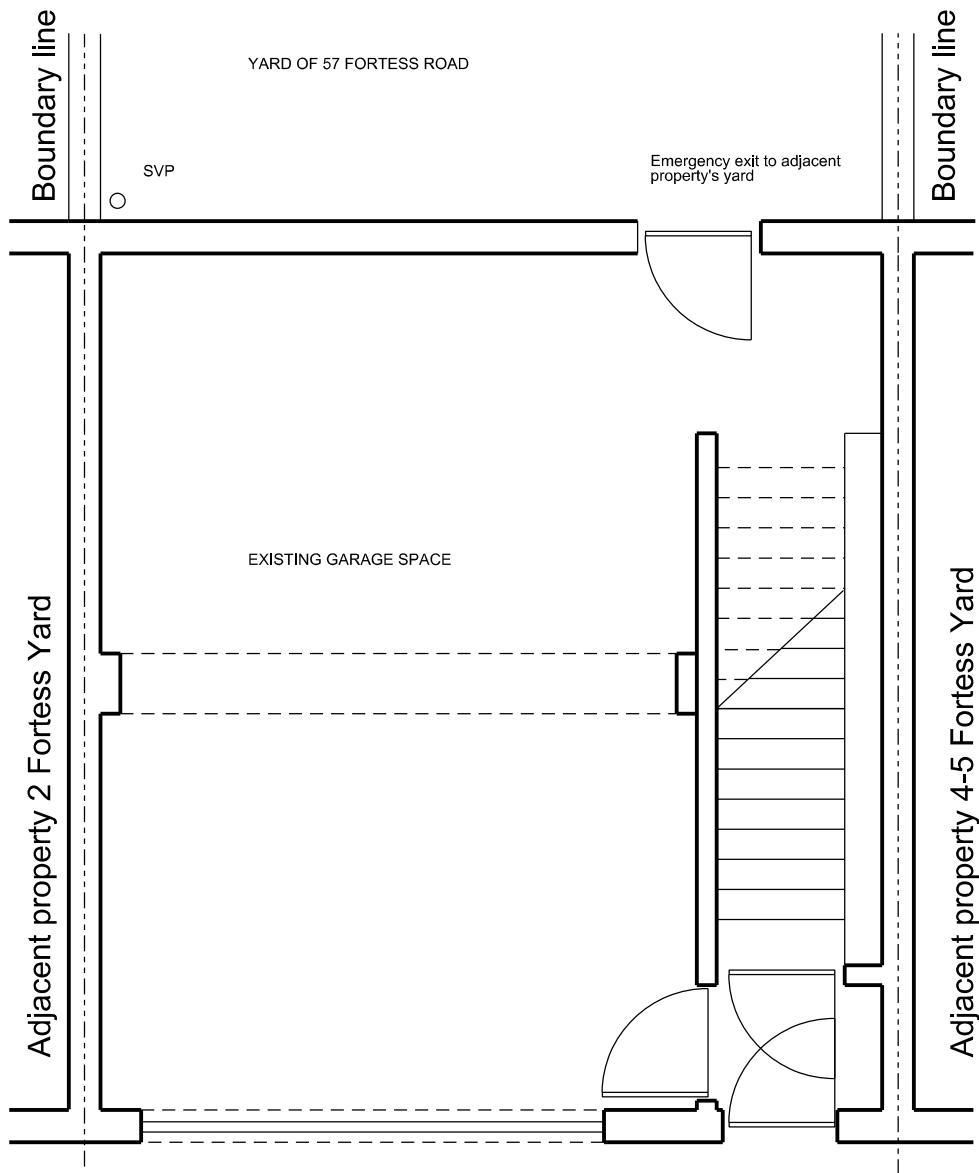 Boundary line
YARD OF 57 FORTESS ROAD
Boundary line
SVP
Emergency exit to adjacent
property's yard
EXISTING GARAGE SPACE
Adjacent property 2 Fortess Yard
Adjacent property 4-5 Fortess Yard